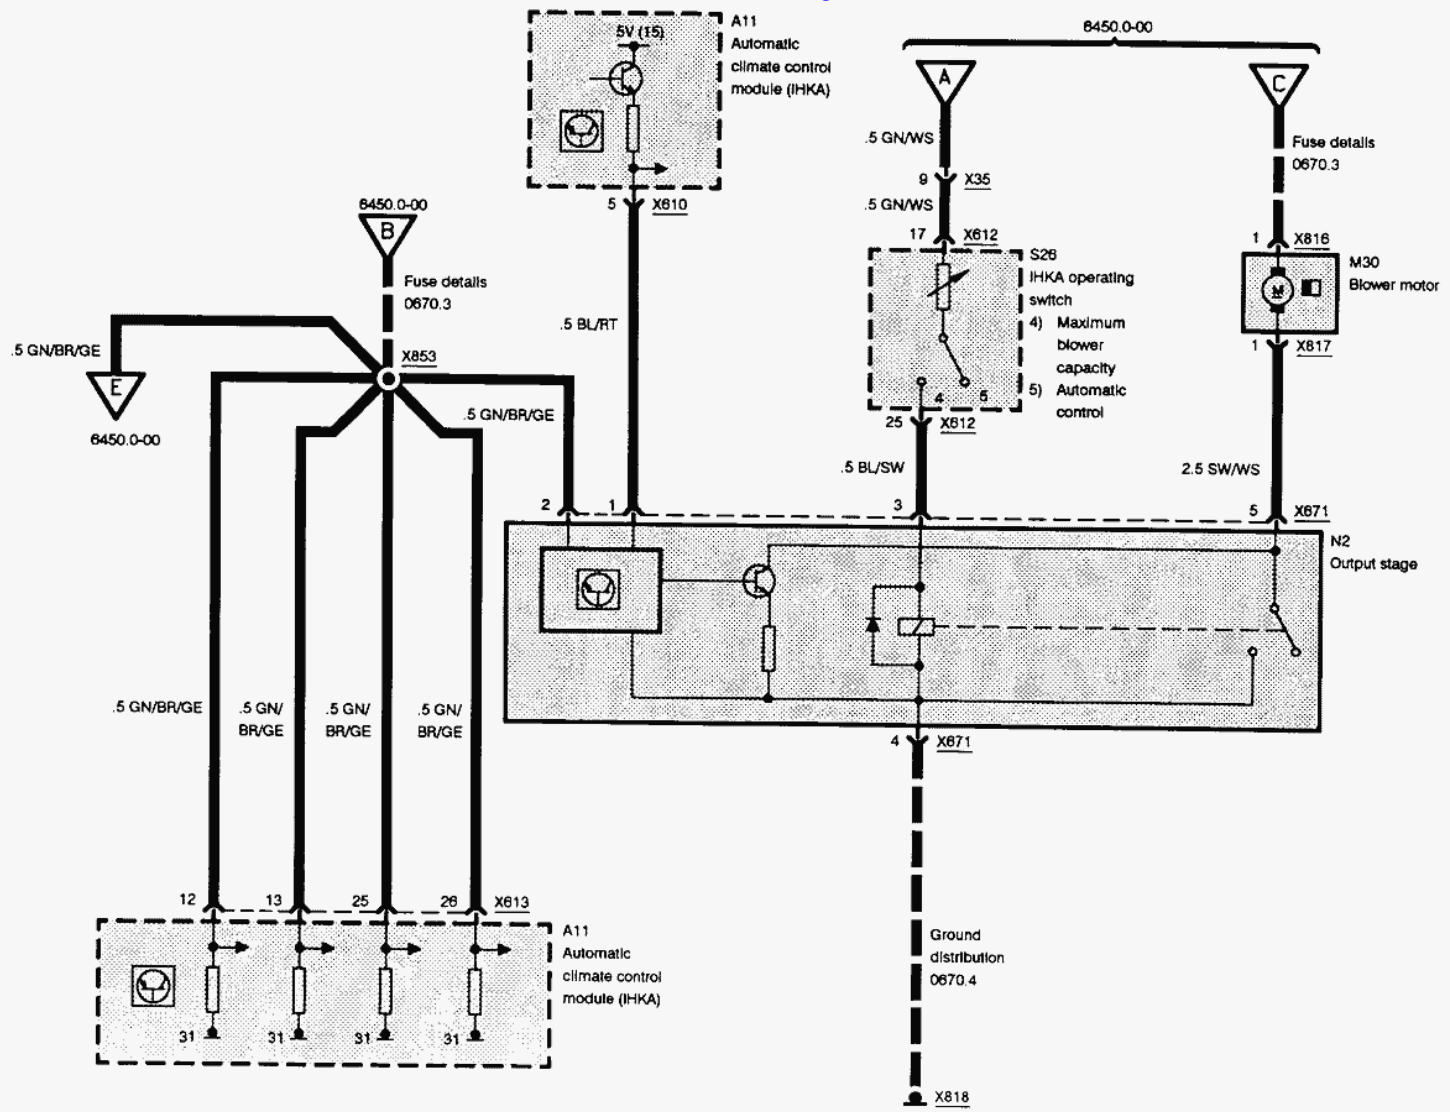 A11
Automatic
climate control
module (IHKA)
5V (15)
5
X610
.5 BL/RT
6450.0-00
A
C
.5 GN/WS
9
X35
.5 GN/WS
17
X612
S26
IHKA operating
switch
4) Maximum
blower
capacity
5) Automatic
control
4
5
25
X612
.5 BL/SW
Fuse details
0670.3
1
X816
M30
Blower motor
M
1
X817
2.5 SW/WS
6450.0-00
B
Fuse details
0670.3
X853
.5 GN/BR/GE
E
6450.0-00
.5 GN/BR/GE
2
1
3
5
X671
N2
Output stage
4
X671
.5 GN/BR/GE
.5 GN/
BR/GE
.5 GN/
BR/GE
.5 GN/
BR/GE
12
13
25
26
X613
A11
Automatic
climate control
module (IHKA)
31
31
31
31
Ground
distribution
0670.4
X818